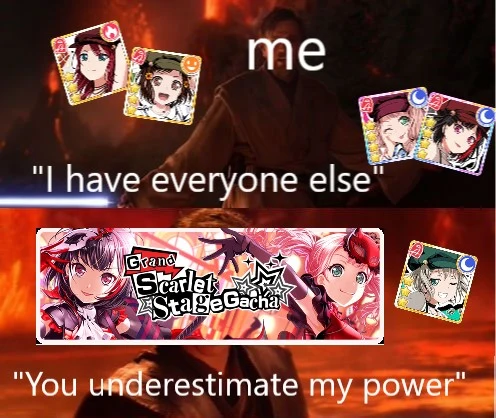 me
"I have everyone else"
Grand
Scarlet
Stage Gacha
"You underestimate my power"